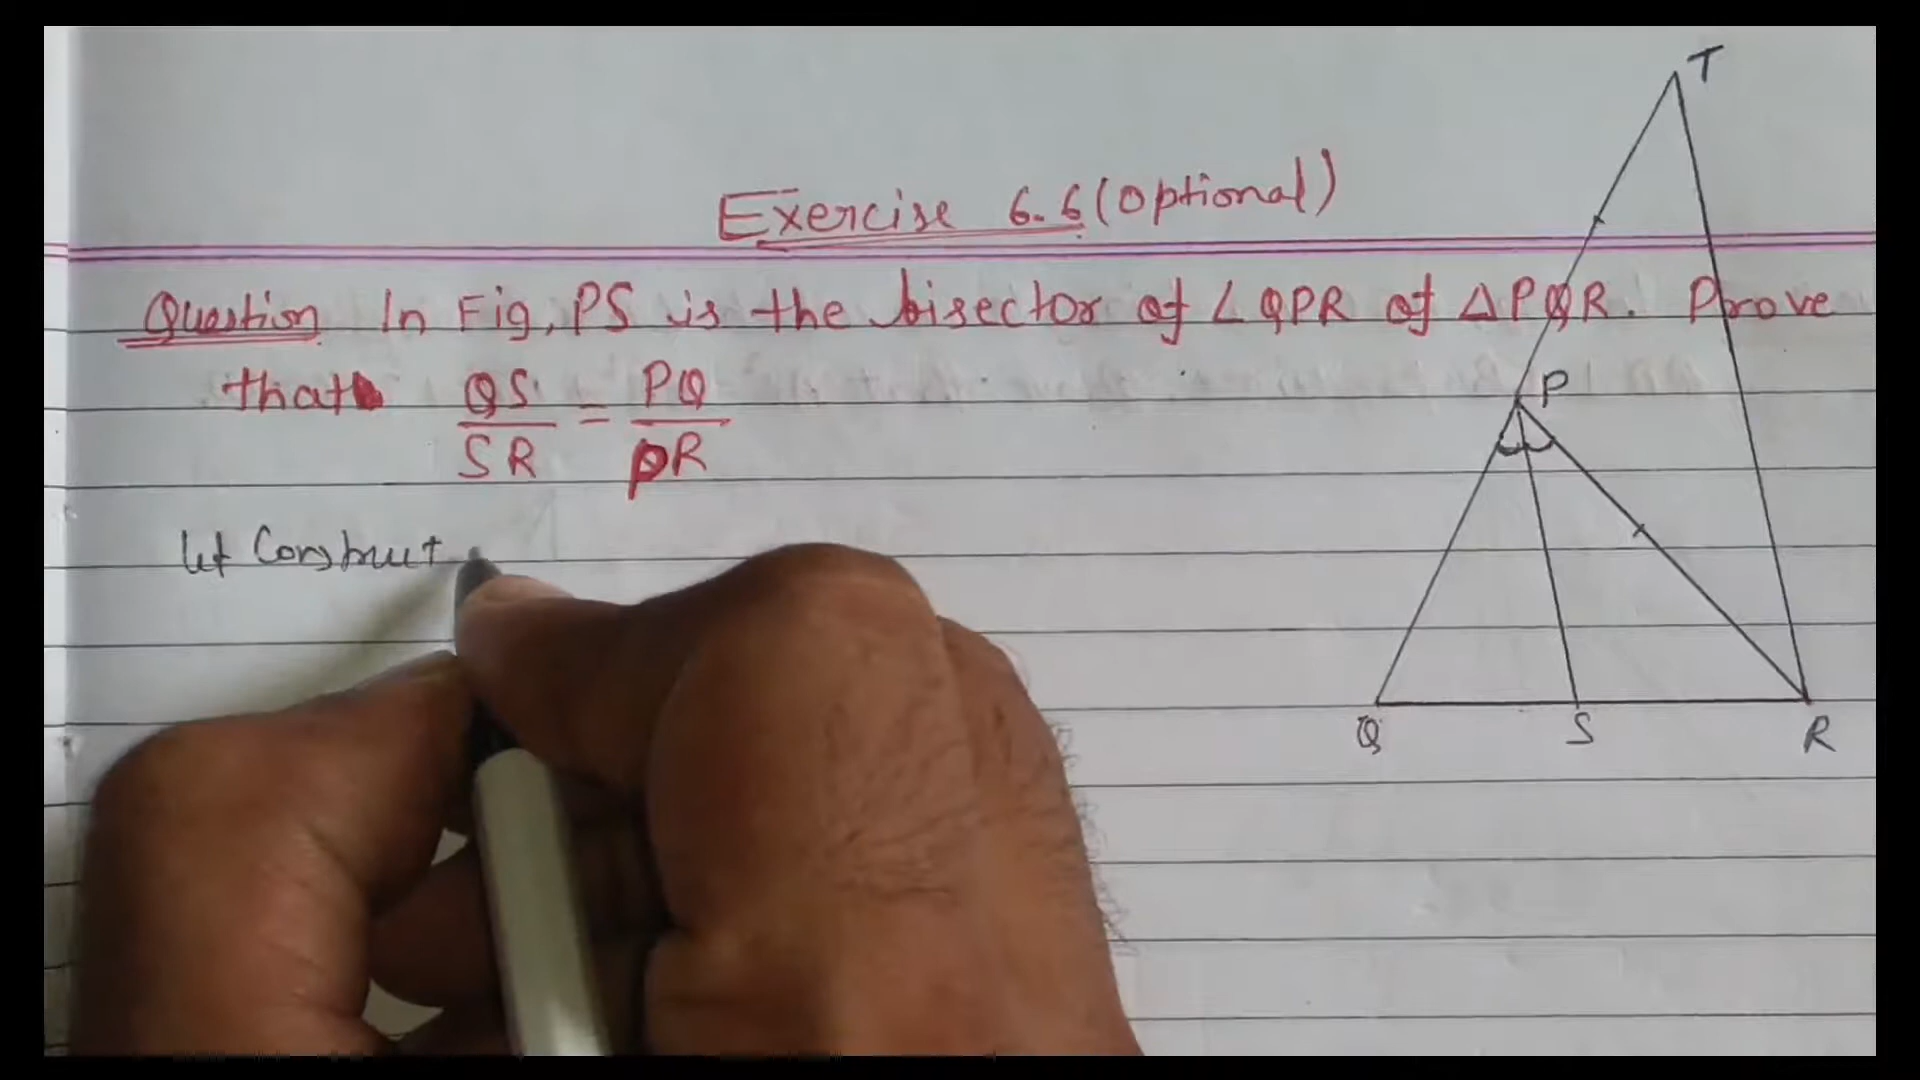 Exercise 6.6 (Optional)
Question In Fig, PS is the bisector of ∠QPR of △PQR. Prove
that QS/SR = PQ/PR
let Construct
T
P
Q S R